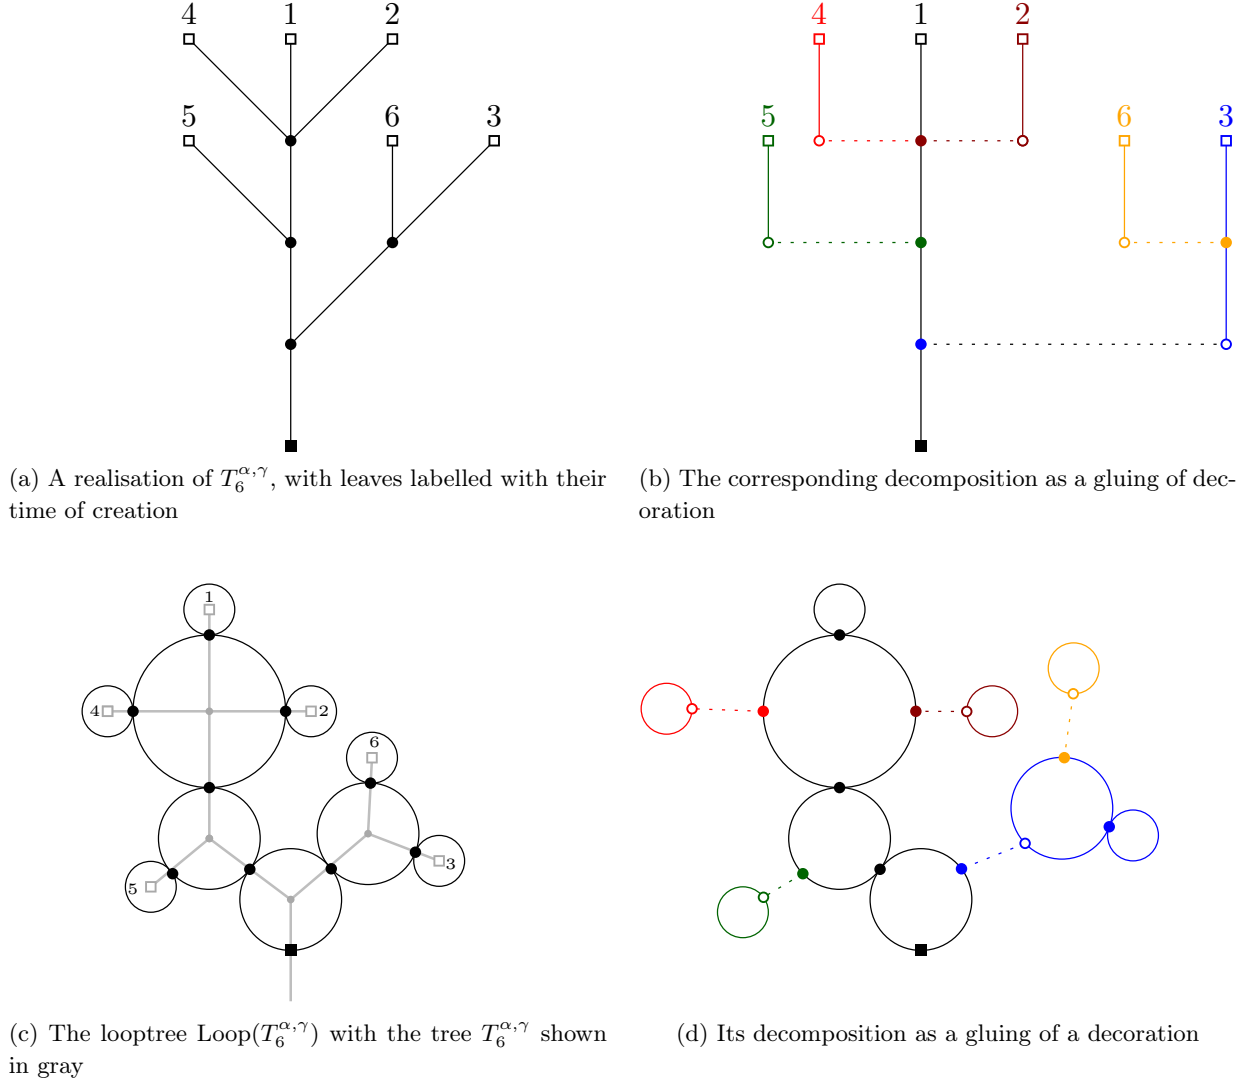 4 1 2
5 6 3
4 1 2
5 6 3
(a) A realisation of $T_6^{\alpha,\gamma}$, with leaves labelled with their
time of creation
(b) The corresponding decomposition as a gluing of dec-
oration
1
4 2
6
5 3
(c) The looptree Loop($T_6^{\alpha,\gamma}$) with the tree $T_6^{\alpha,\gamma}$ shown
in gray
(d) Its decomposition as a gluing of a decoration